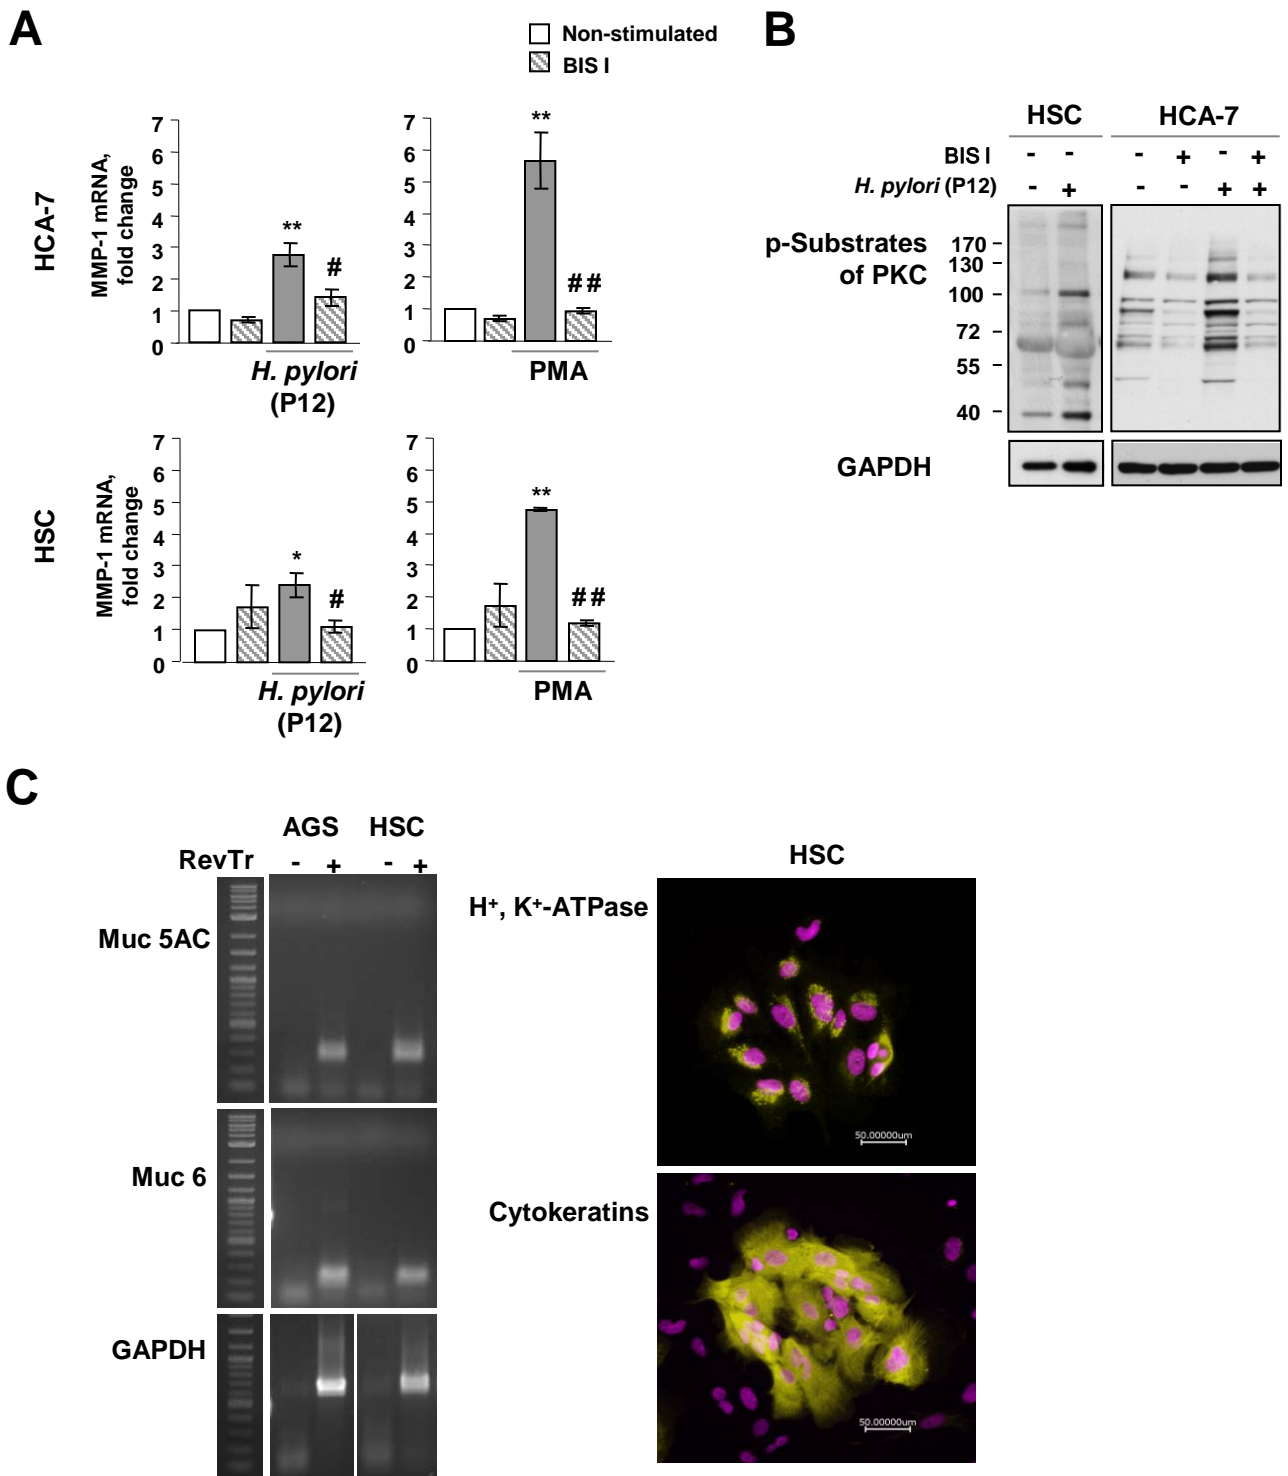 A
Non-stimulated
BIS I
HCA-7
MMP-1 mRNA,
fold change
7
6
5
4
3
2
1
0
**
#
H. pylori
(P12)
7
6
5
4
3
2
1
0
**
##
PMA
HSC
MMP-1 mRNA,
fold change
7
6
5
4
3
2
1
0
*
#
H. pylori
(P12)
7
6
5
4
3
2
1
0
**
##
PMA
B
HSC HCA-7
BIS I - - - + - +
H. pylori (P12) - + - - + +
p-Substrates
of PKC
170 -
130 -
100 -
72 -
55 -
40 -
GAPDH
C
AGS HSC
RevTr - + - +
Muc 5AC
Muc 6
GAPDH
HSC
H+, K+-ATPase
50.00000um
Cytokeratins
50.00000um